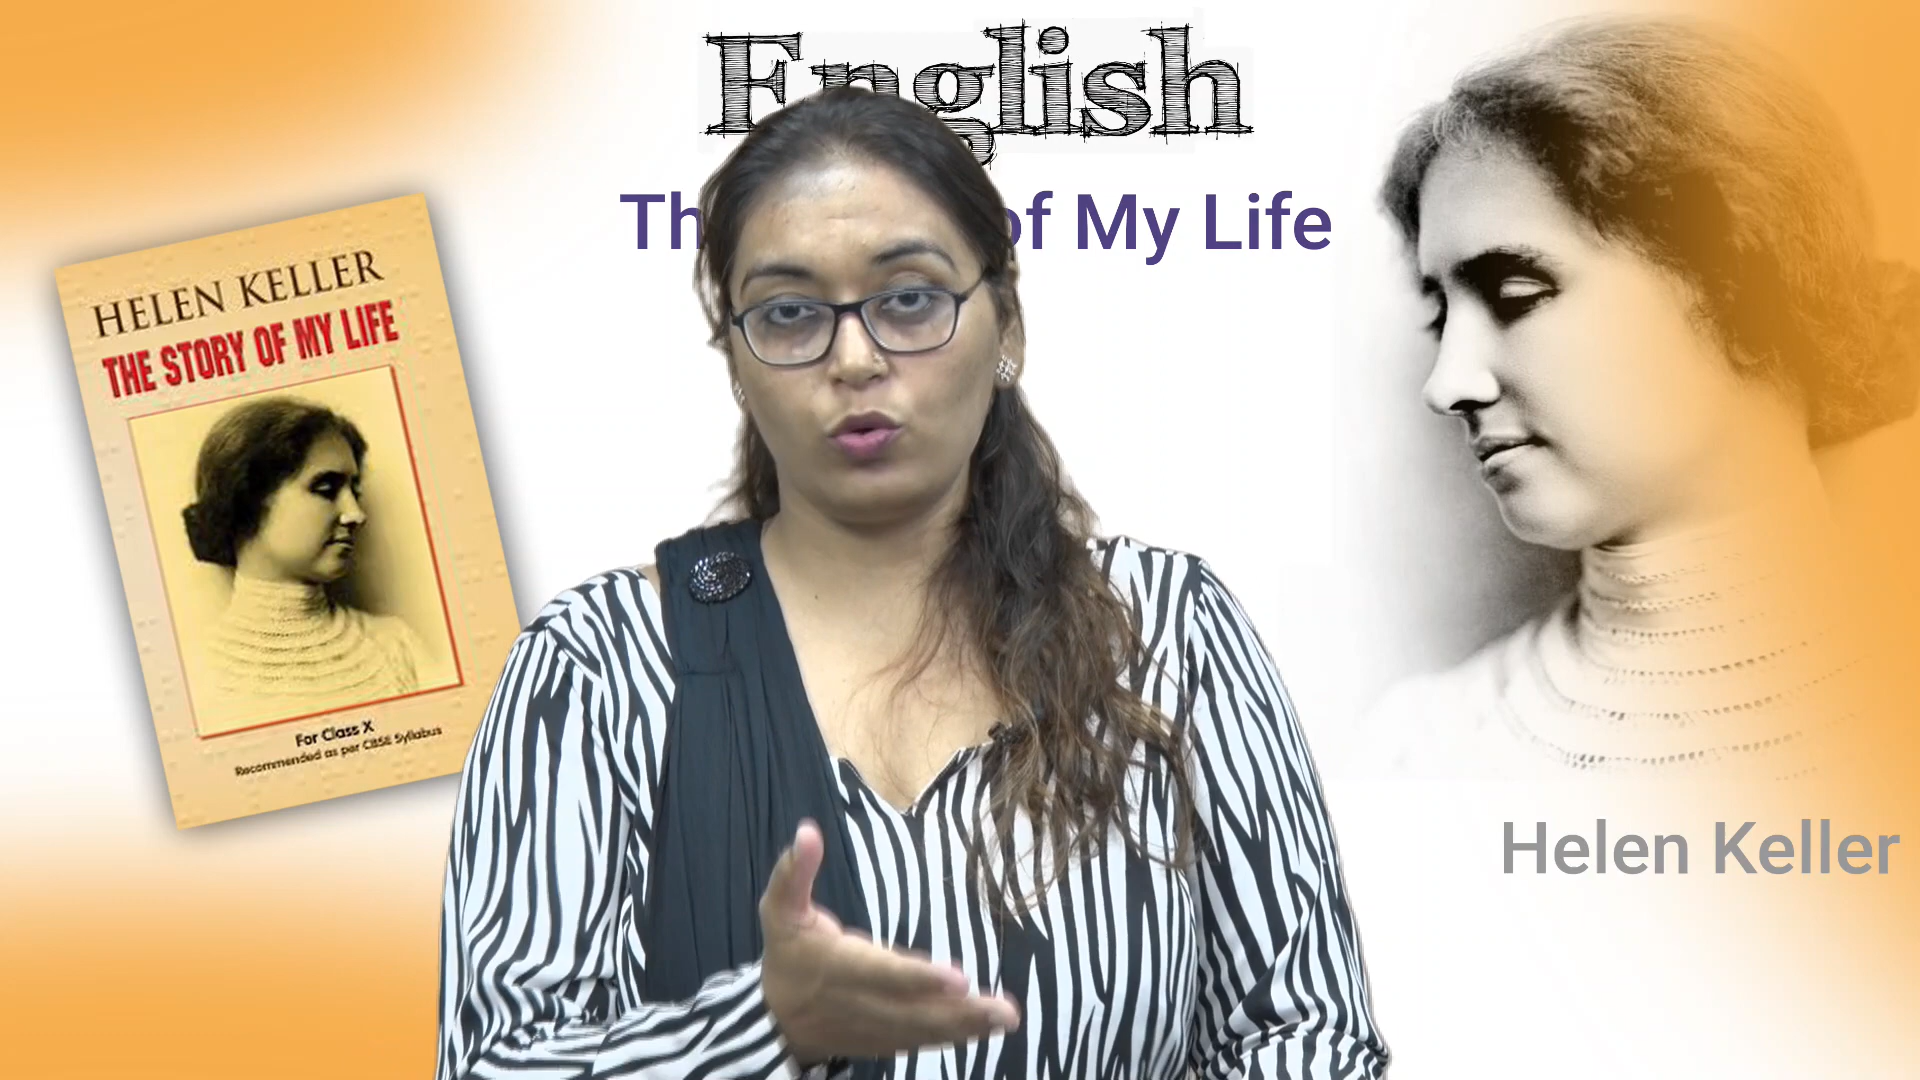 English
Th of My Life
HELEN KELLER
THE STORY OF MY LIFE
For Class X
Recommended as per CBSE Syllabus
Helen Keller